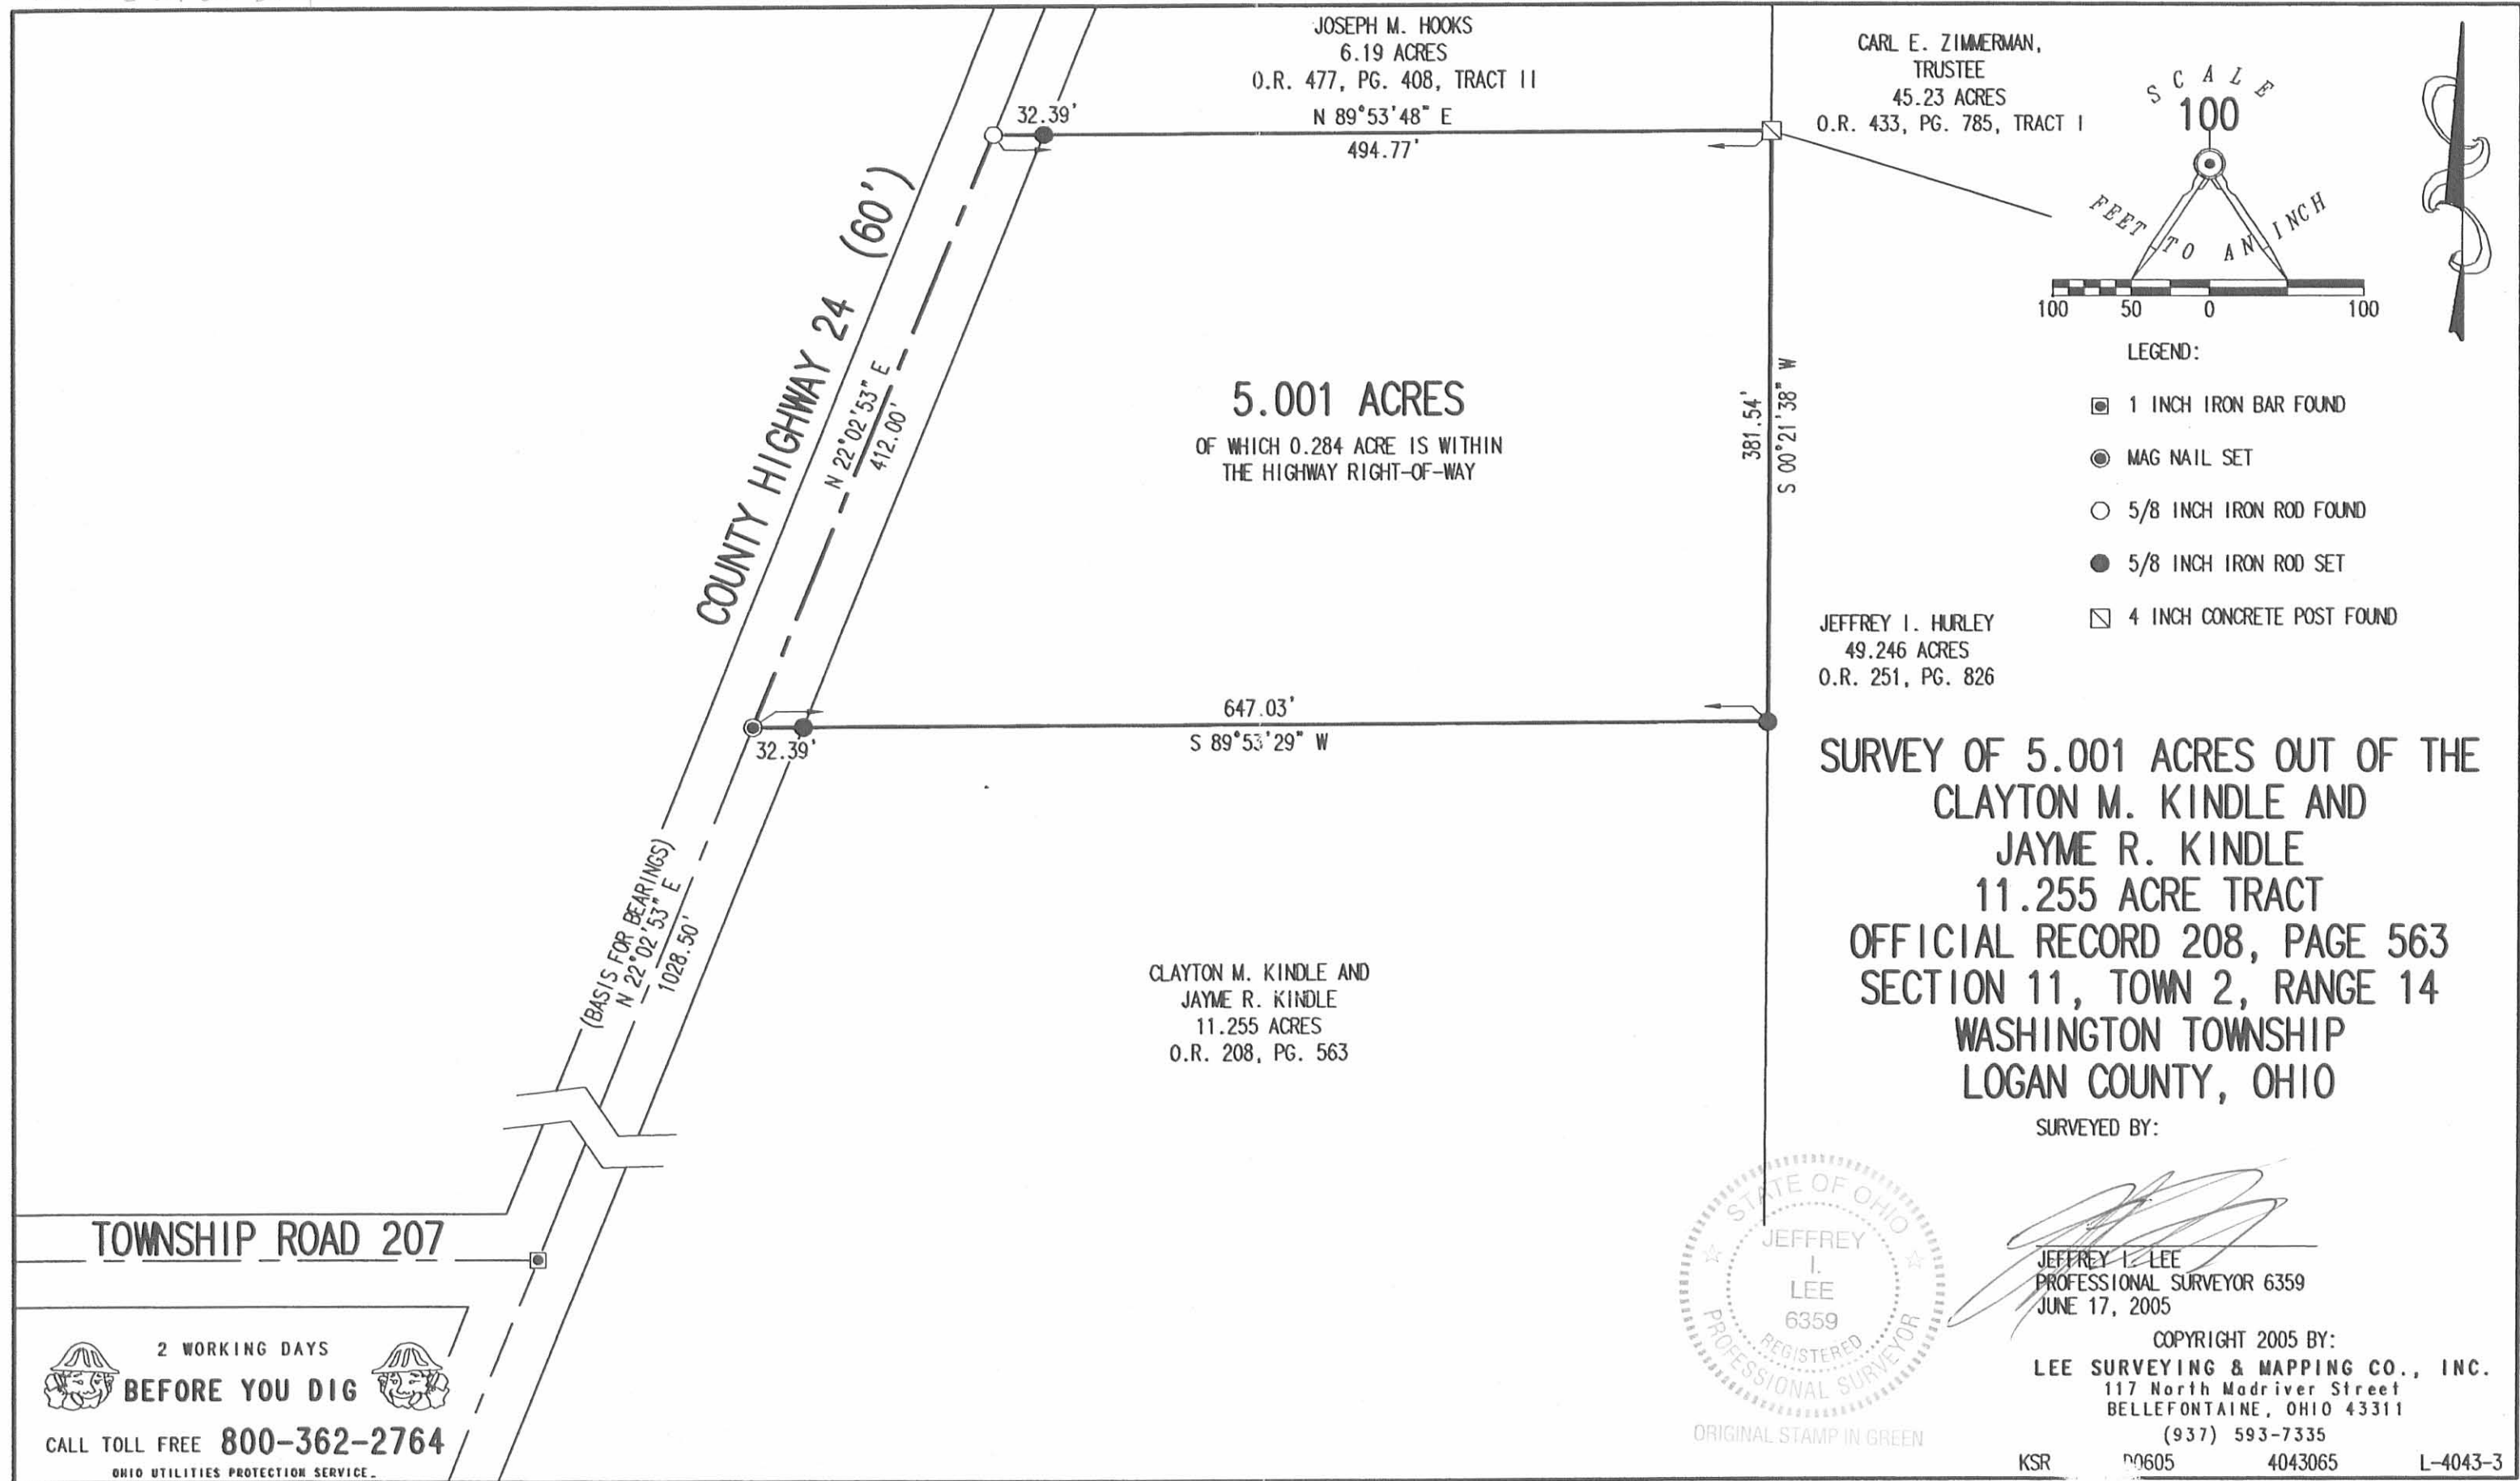 JOSEPH M. HOOKS
6.19 ACRES
O.R. 477, PG. 408, TRACT II
32.39'
N 89°53'48" E
494.77'
CARL E. ZIMMERMAN,
TRUSTEE
45.23 ACRES
O.R. 433, PG. 785, TRACT I
SCALE
100
FEET TO AN INCH
100 50 0 100
COUNTY HIGHWAY 24 (60')
N 22°02'53" E
412.00'
5.001 ACRES
OF WHICH 0.284 ACRE IS WITHIN
THE HIGHWAY RIGHT-OF-WAY
381.54'
S 00°21'38" W
LEGEND:
1 INCH IRON BAR FOUND
MAG NAIL SET
5/8 INCH IRON ROD FOUND
5/8 INCH IRON ROD SET
4 INCH CONCRETE POST FOUND
JEFFREY I. HURLEY
49.246 ACRES
O.R. 251, PG. 826
647.03'
S 89°53'29" W
32.39'
(BASIS FOR BEARINGS)
N 22°02'53" E
1028.50'
CLAYTON M. KINDLE AND
JAYME R. KINDLE
11.255 ACRES
O.R. 208, PG. 563
SURVEY OF 5.001 ACRES OUT OF THE
CLAYTON M. KINDLE AND
JAYME R. KINDLE
11.255 ACRE TRACT
OFFICIAL RECORD 208, PAGE 563
SECTION 11, TOWN 2, RANGE 14
WASHINGTON TOWNSHIP
LOGAN COUNTY, OHIO
SURVEYED BY:
JEFFREY I. LEE
PROFESSIONAL SURVEYOR 6359
JUNE 17, 2005
COPYRIGHT 2005 BY:
LEE SURVEYING & MAPPING CO., INC.
117 North Madriver Street
BELLEFONTAINE, OHIO 43311
(937) 593-7335
KSR 4043065 L-4043-3
STATE OF OHIO
JEFFREY
I.
LEE
6359
REGISTERED
PROFESSIONAL SURVEYOR
ORIGINAL STAMP IN GREEN
TOWNSHIP ROAD 207
2 WORKING DAYS
BEFORE YOU DIG
CALL TOLL FREE 800-362-2764
OHIO UTILITIES PROTECTION SERVICE.